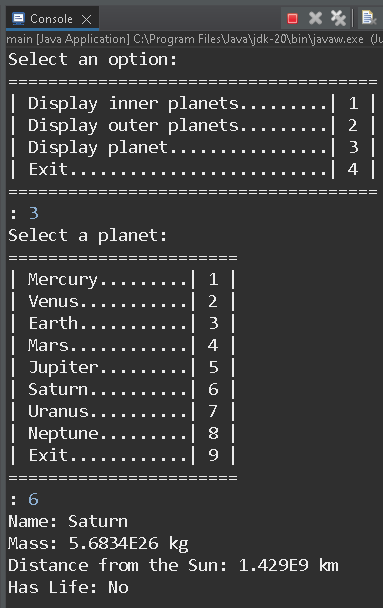 Console
main [Java Application] C:\Program Files\Java\jdk-20\bin\javaw.exe (Ju
Select an option:
=====================================
| Display inner planets.........| 1 |
| Display outer planets.........| 2 |
| Display planet................| 3 |
| Exit..........................| 4 |
=====================================
: 3
Select a planet:
=======================
| Mercury.........| 1 |
| Venus...........| 2 |
| Earth...........| 3 |
| Mars............| 4 |
| Jupiter.........| 5 |
| Saturn..........| 6 |
| Uranus..........| 7 |
| Neptune.........| 8 |
| Exit............| 9 |
=======================
: 6
Name: Saturn
Mass: 5.6834E26 kg
Distance from the Sun: 1.429E9 km
Has Life: No